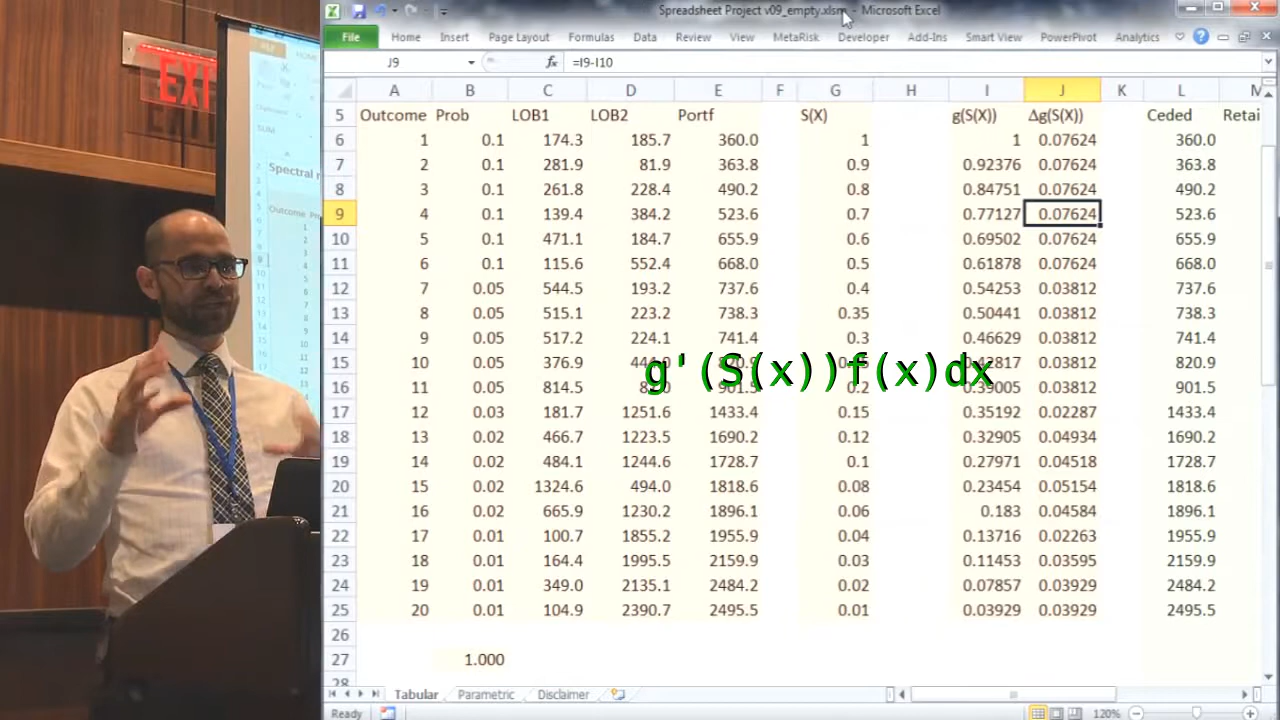 EXIT
Spectral
Outcome
Spreadsheet Project v09_empty.xlsm - Microsoft Excel
File Home Insert Page Layout Formulas Data Review View MetaRisk Developer Add-Ins Smart View PowerPivot Analytics
J9 fx =I9-I10
A B C D E F G H I J K L M
5 Outcome Prob LOB1 LOB2 Portf S(X) g(S(X)) Δg(S(X)) Ceded Retai
6 1 0.1 174.3 185.7 360.0 1 1 0.07624 360.0
7 2 0.1 281.9 81.9 363.8 0.9 0.92376 0.07624 363.8
8 3 0.1 261.8 228.4 490.2 0.8 0.84751 0.07624 490.2
9 4 0.1 139.4 384.2 523.6 0.7 0.77127 0.07624 523.6
10 5 0.1 471.1 184.7 655.9 0.6 0.69502 0.07624 655.9
11 6 0.1 115.6 552.4 668.0 0.5 0.61878 0.07624 668.0
12 7 0.05 544.5 193.2 737.6 0.4 0.54253 0.03812 737.6
13 8 0.05 515.1 223.2 738.3 0.35 0.50441 0.03812 738.3
14 9 0.05 517.2 224.1 741.4 0.3 0.46629 0.03812 741.4
15 10 0.05 376.9 0.03812 820.9
g'(S(x))f(x)dx
16 11 0.05 814.5 0.39005 0.03812 901.5
17 12 0.03 181.7 1251.6 1433.4 0.15 0.35192 0.02287 1433.4
18 13 0.02 466.7 1223.5 1690.2 0.12 0.32905 0.04934 1690.2
19 14 0.02 484.1 1244.6 1728.7 0.1 0.27971 0.04518 1728.7
20 15 0.02 1324.6 494.0 1818.6 0.08 0.23454 0.05154 1818.6
21 16 0.02 665.9 1230.2 1896.1 0.06 0.183 0.04584 1896.1
22 17 0.01 100.7 1855.2 1955.9 0.04 0.13716 0.02263 1955.9
23 18 0.01 164.4 1995.5 2159.9 0.03 0.11453 0.03595 2159.9
24 19 0.01 349.0 2135.1 2484.2 0.02 0.07857 0.03929 2484.2
25 20 0.01 104.9 2390.7 2495.5 0.01 0.03929 0.03929 2495.5
26
27 1.000
28
Tabular Parametric Disclaimer
Ready 120%